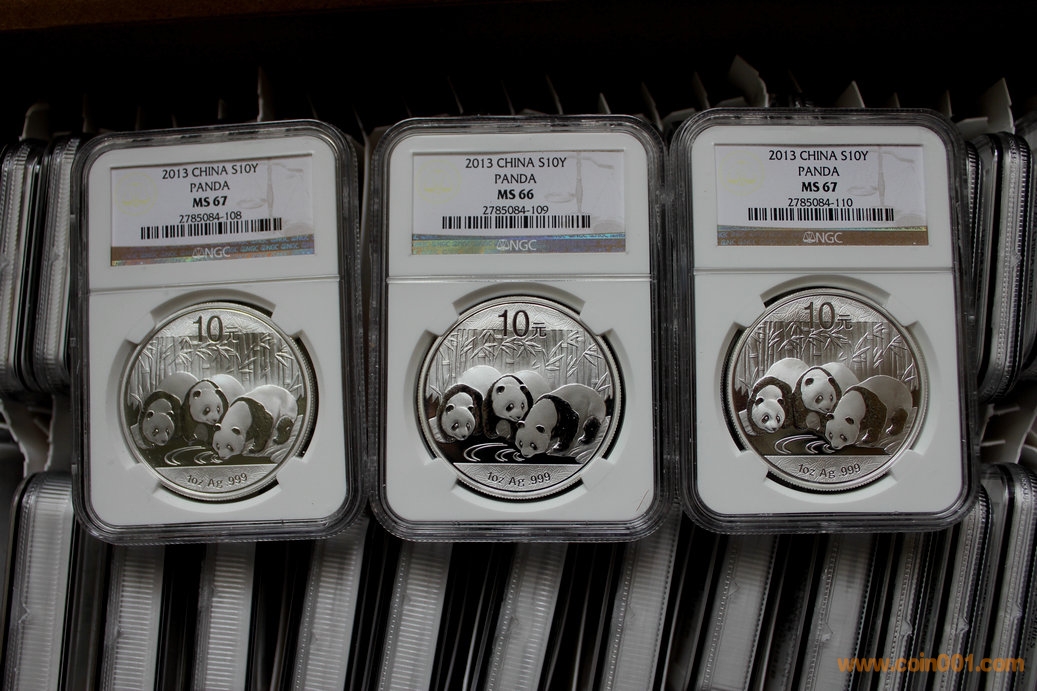 2013 CHINA S10Y
PANDA
MS 67
2785084-108
NGC
10元
1oz Ag .999
2013 CHINA S10Y
PANDA
MS 66
2785084-109
NGC
10元
1oz Ag .999
2013 CHINA S10Y
PANDA
MS 67
2785084-110
NGC
10元
1oz Ag .999
www.coin001.com